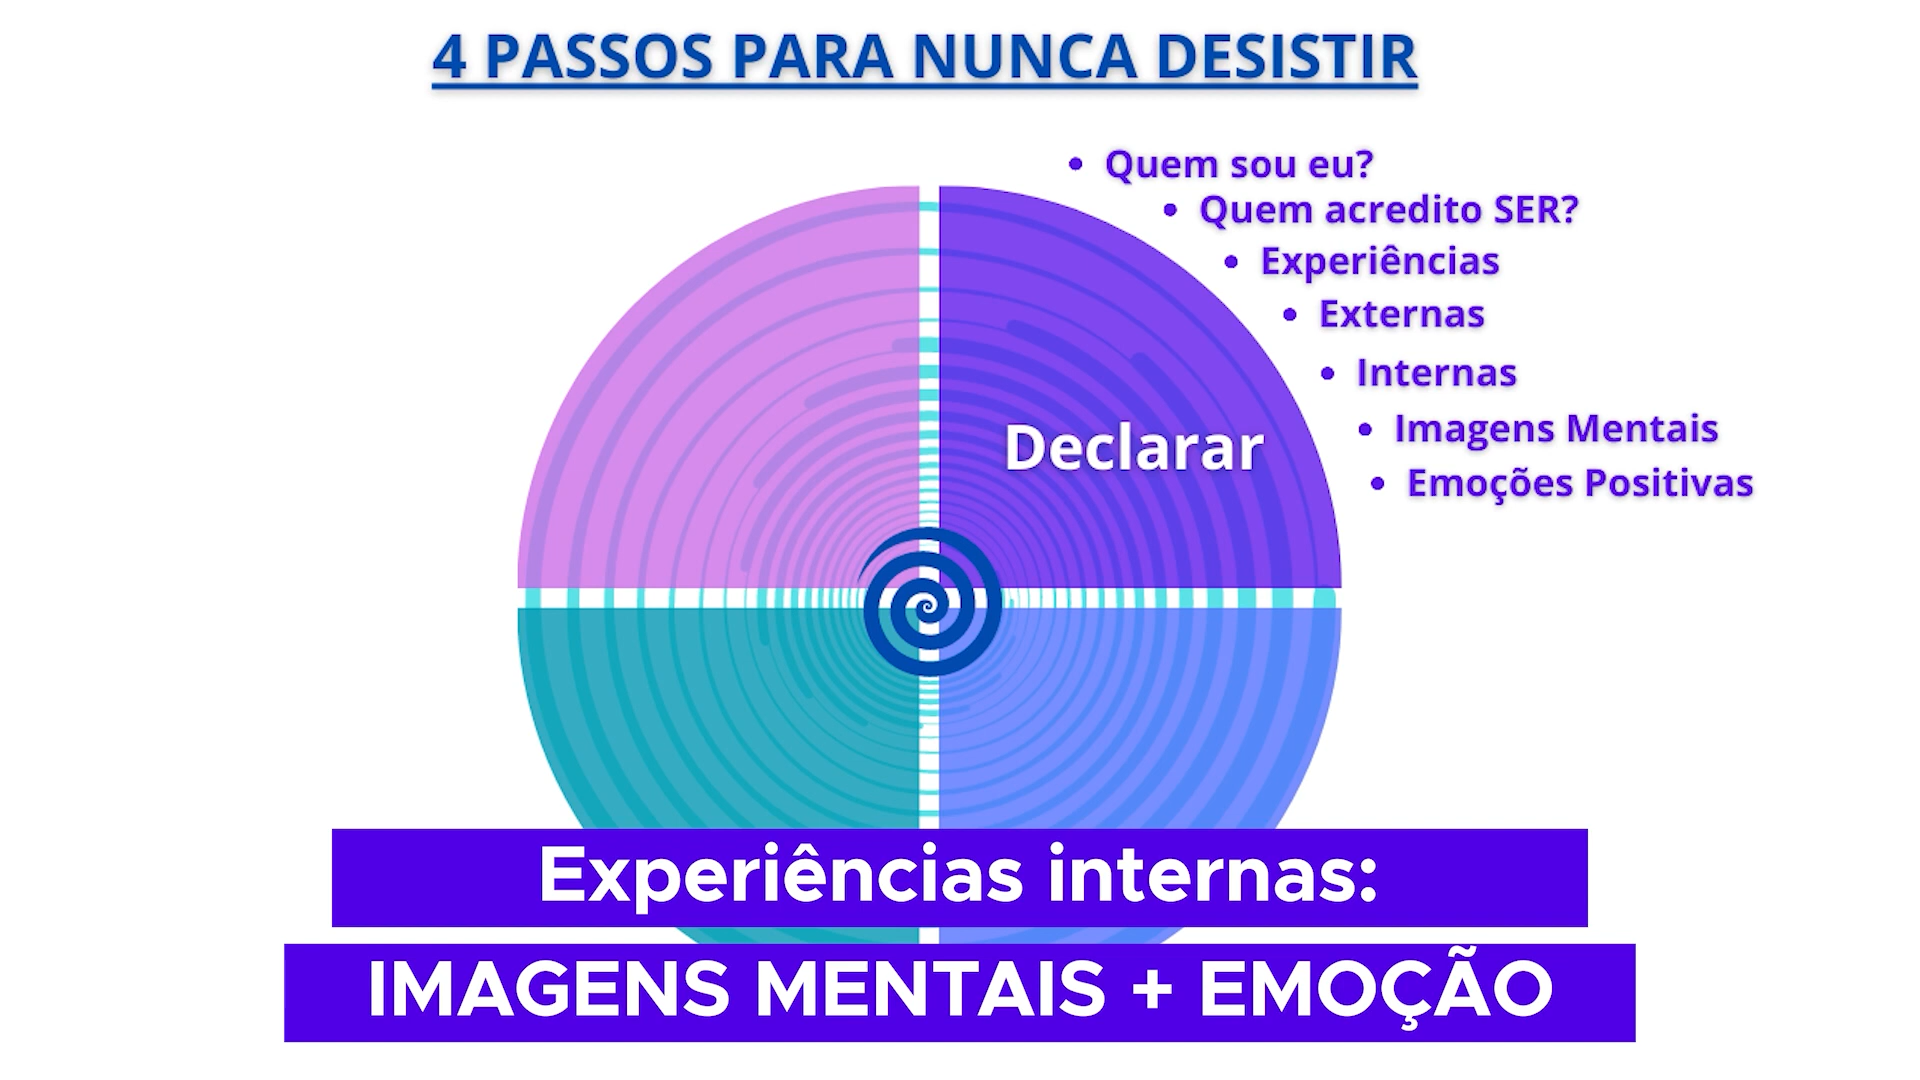 4 PASSOS PARA NUNCA DESISTIR
• Quem sou eu?
• Quem acredito SER?
• Experiências
• Externas
• Internas
• Imagens Mentais
• Emoções Positivas
Declarar
Experiências internas:
IMAGENS MENTAIS + EMOÇÃO